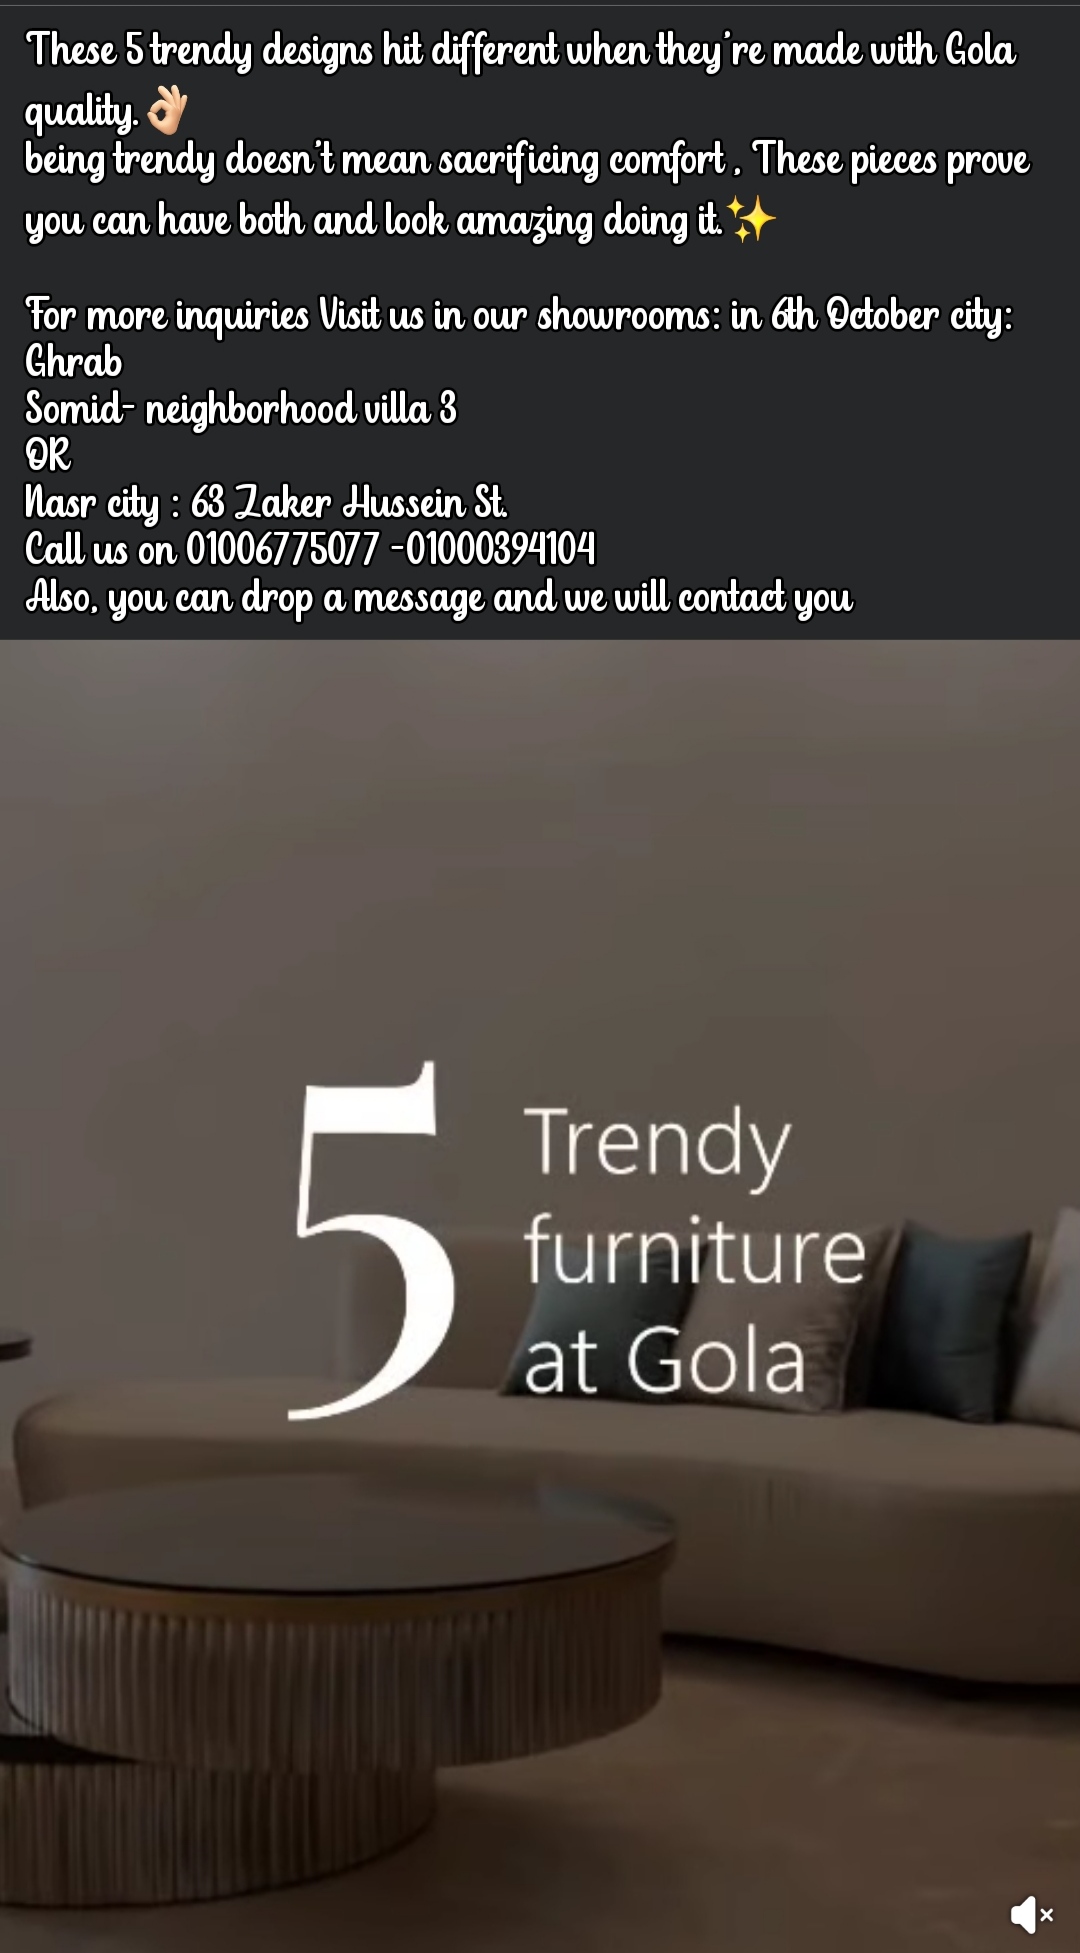 These 5 trendy designs hit different when they're made with Gola
quality.👌🏻
being trendy doesn't mean sacrificing comfort , These pieces prove
you can have both and look amazing doing it.✨
For more inquiries Visit us in our showrooms: in 6th October city:
Ghrab
Somid- neighborhood villa 3
OR
Nasr city : 63 Zaker Hussein St.
Call us on 01006775077 -01000394104
Also, you can drop a message and we will contact you
5
Trendy
furniture
at Gola